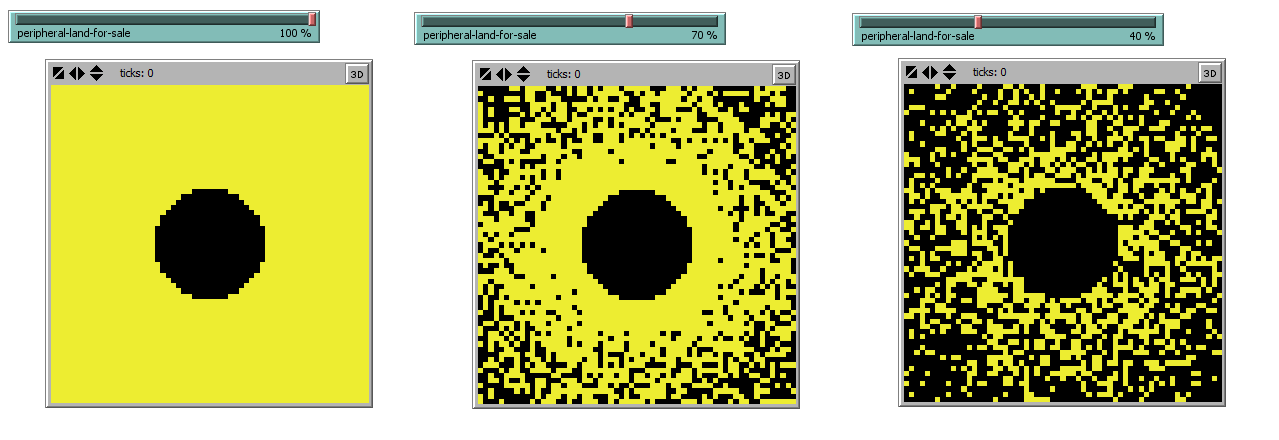 peripheral-land-for-sale 100 %
ticks: 0
3D
peripheral-land-for-sale 70 %
ticks: 0
3D
peripheral-land-for-sale 40 %
ticks: 0
3D